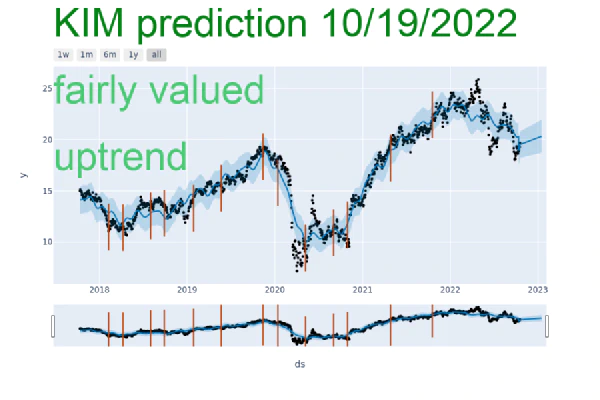 KIM prediction 10/19/2022
1w 1m 6m 1y all
fairly valued
uptrend
25
20
15
10
y
2018 2019 2020 2021 2022 2023
ds